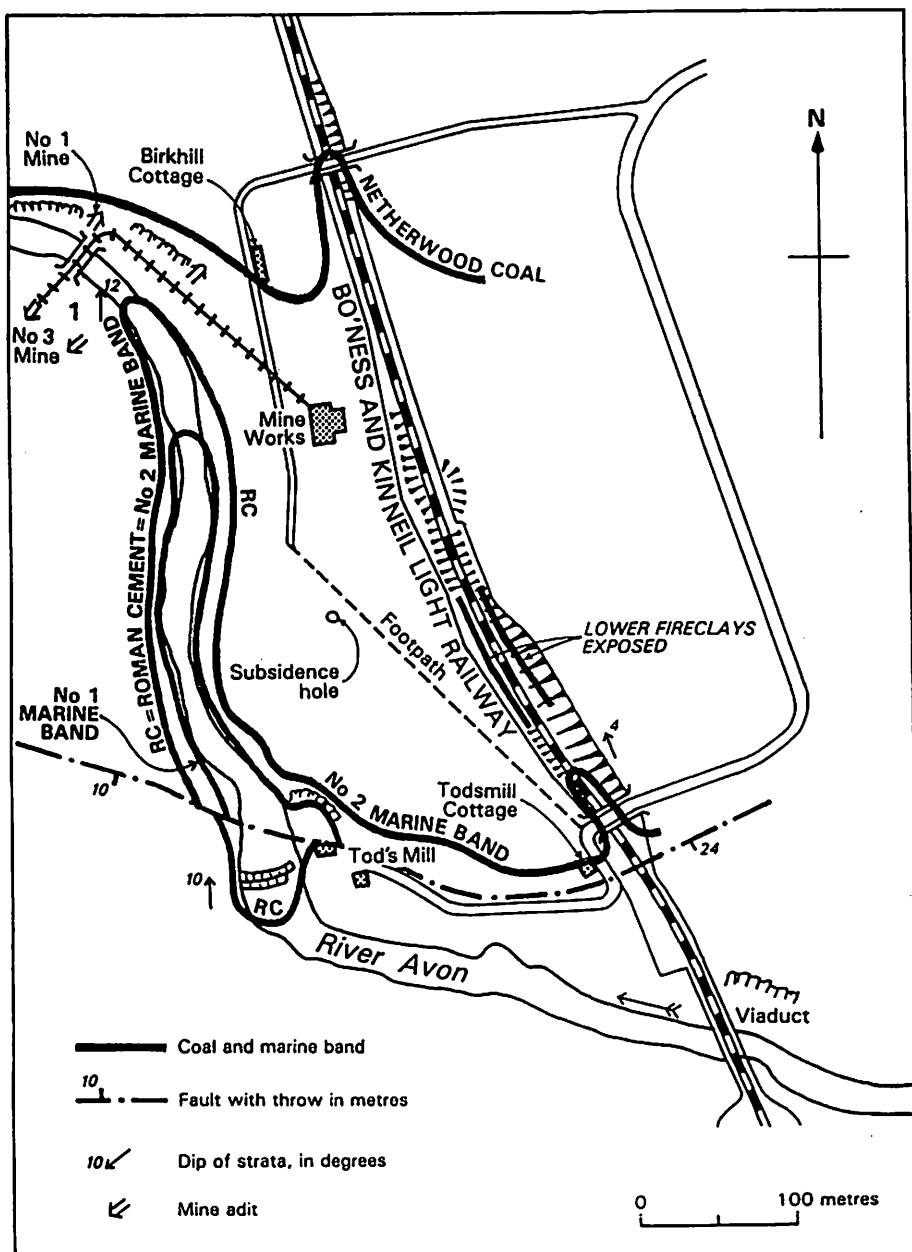 No 1
Mine
Birkhill
Cottage
N
NETHERWOOD COAL
12
1
No 3
Mine
RC = ROMAN CEMENT = No 2 MARINE BAND
BO'NESS AND KINNEIL LIGHT RAILWAY
Mine
Works
RC
Footpath
LOWER FIRECLAYS
EXPOSED
Subsidence
hole
No 1
MARINE
BAND
4
10
Todsmill
Cottage
No 2 MARINE BAND
24
Tod's Mill
10
RC
River Avon
Viaduct
Coal and marine band
10
Fault with throw in metres
10
Dip of strata, in degrees
Mine adit
0 100 metres